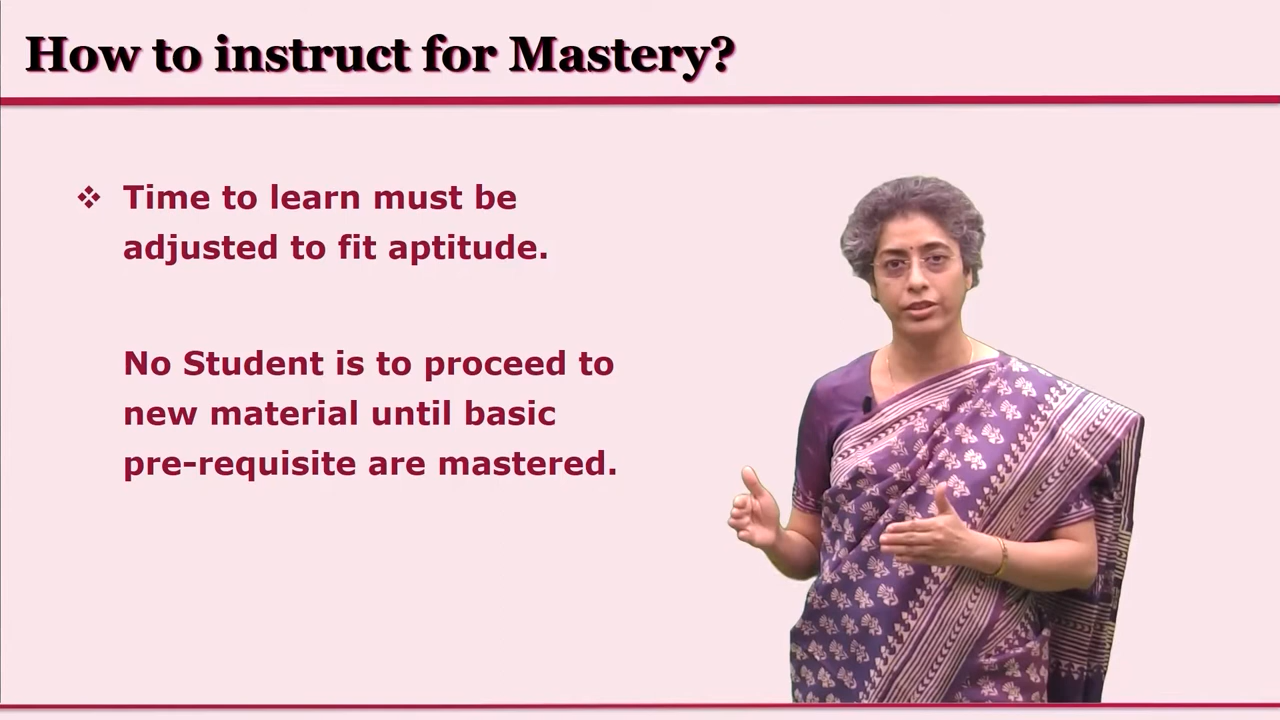 How to instruct for Mastery?
Time to learn must be
adjusted to fit aptitude.
No Student is to proceed to
new material until basic
pre-requisite are mastered.